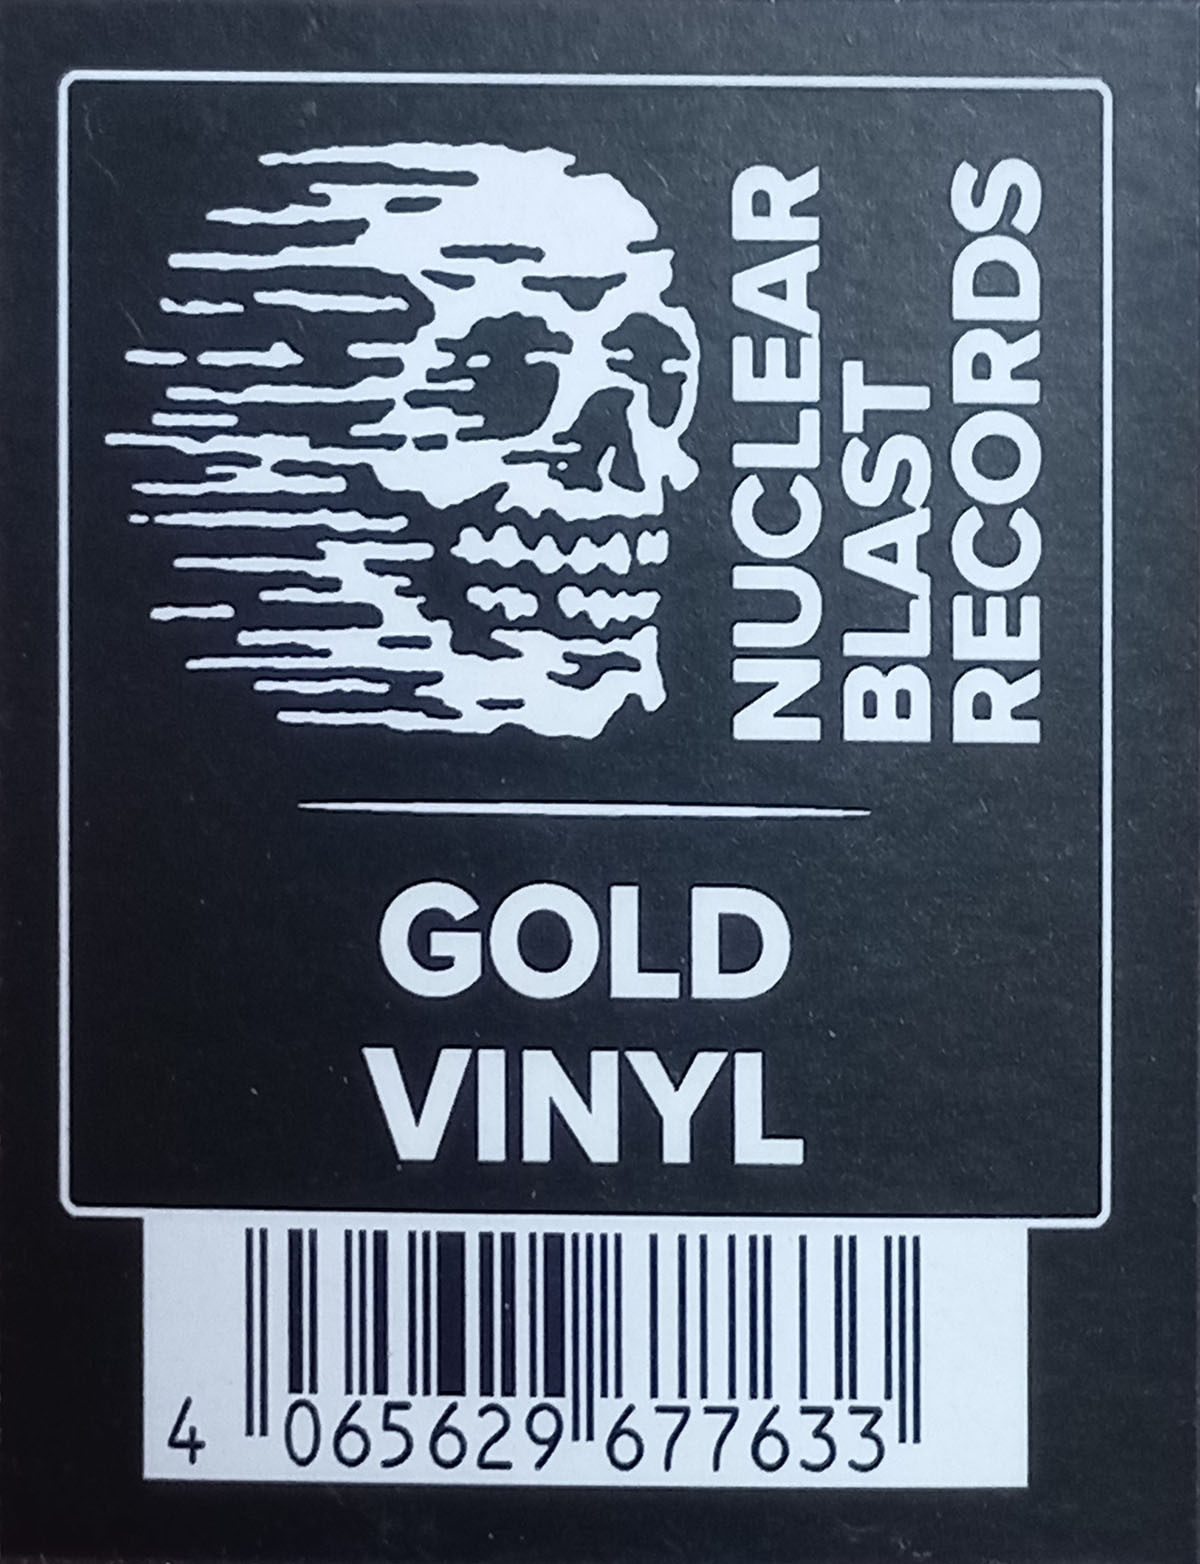 NUCLEAR
BLAST
RECORDS
GOLD
VINYL
4 065629 677633